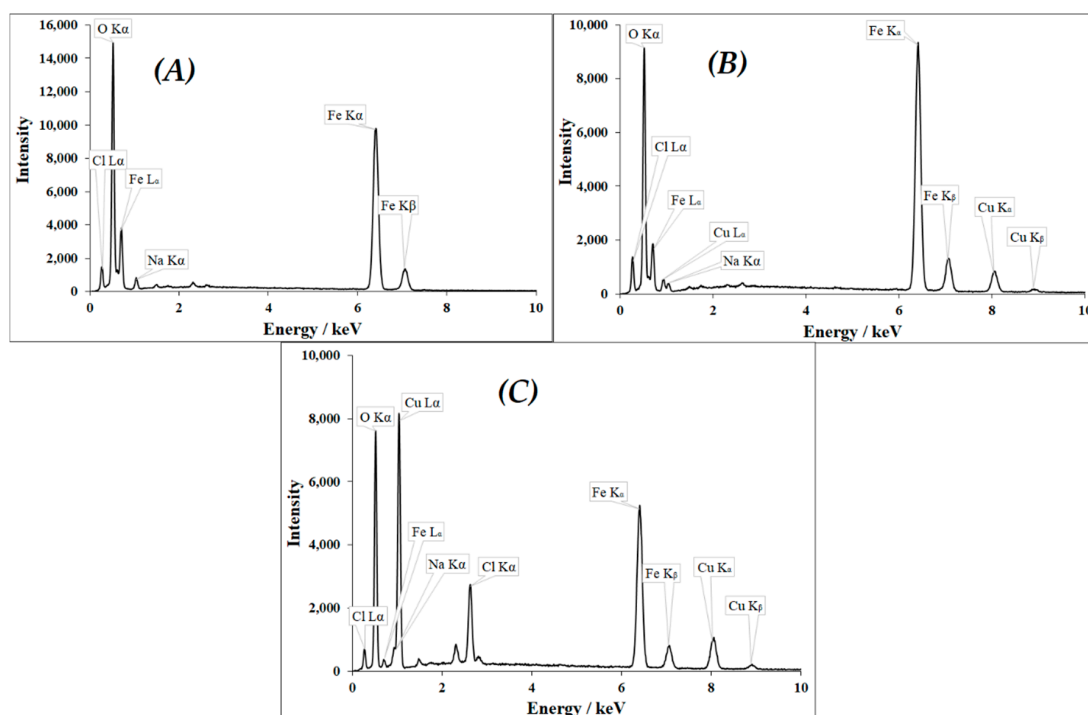 16,000
14,000
12,000
10,000
8,000
6,000
4,000
2,000
0
Intensity
O Kα
(A)
Cl Lα
Fe Lα
Na Kα
Fe Kα
Fe Kβ
0 2 4 6 8 10
Energy / keV
10,000
8,000
6,000
4,000
2,000
0
Intensity
O Kα
(B)
Fe Kα
Cl Lα
Fe Lα
Cu Lα
Na Kα
Fe Kβ
Cu Kα
Cu Kβ
0 2 4 6 8 10
Energy / keV
10,000
8,000
6,000
4,000
2,000
0
Intensity
(C)
O Kα
Cu Lα
Fe Lα
Na Kα
Cl Kα
Cl Lα
Fe Kα
Fe Kβ
Cu Kα
Cu Kβ
0 2 4 6 8 10
Energy / keV